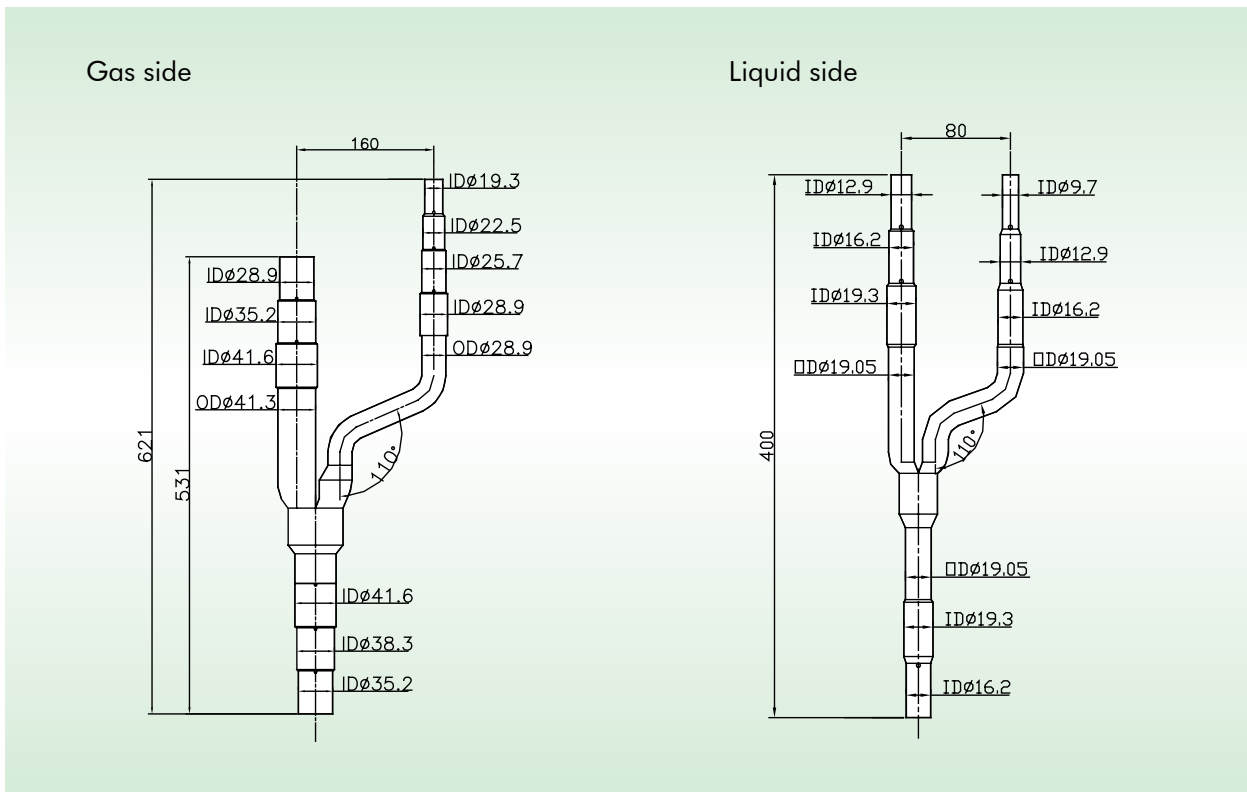 Gas side
160
IDø19.3
IDø22.5
IDø25.7
IDø28.9
ODø28.9
IDø28.9
IDø35.2
IDø41.6
ODø41.3
621
531
110°
IDø41.6
IDø38.3
IDø35.2
Liquid side
80
IDø12.9
IDø16.2
IDø19.3
ODø19.05
IDø9.7
IDø12.9
IDø16.2
ODø19.05
400
110°
ODø19.05
IDø19.3
IDø16.2